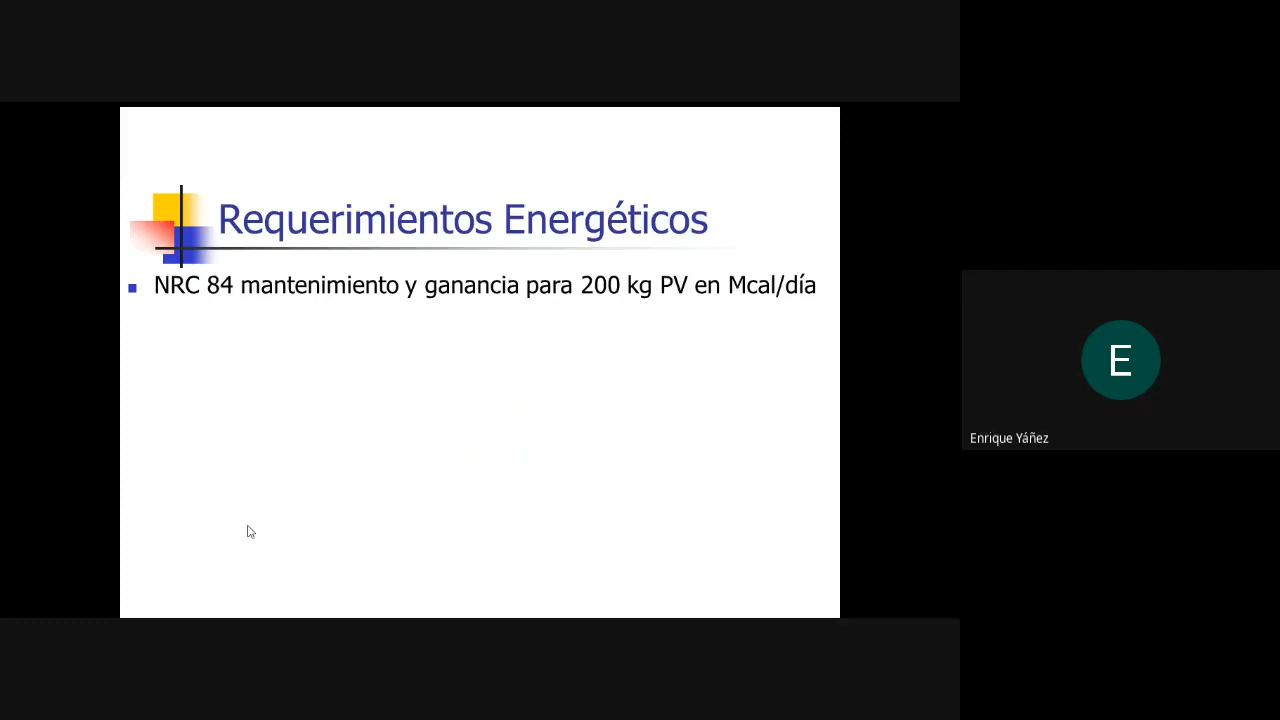 Requerimientos Energéticos
NRC 84 mantenimiento y ganancia para 200 kg PV en Mcal/día
E
Enrique Yáñez